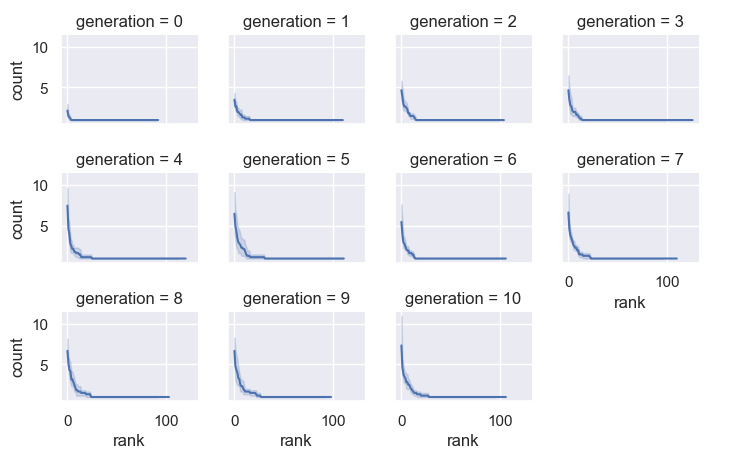 generation = 0 generation = 1 generation = 2 generation = 3
10
5
count
generation = 4 generation = 5 generation = 6 generation = 7
10
5
count
0 100
rank
generation = 8 generation = 9 generation = 10
10
5
count
0 100 0 100 0 100
rank rank rank